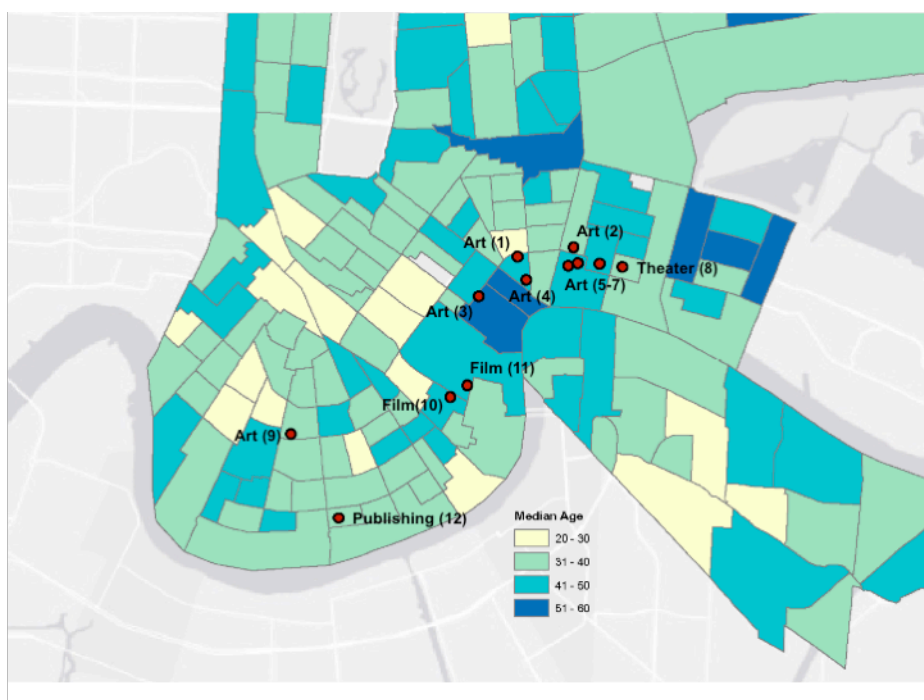 Art (2)
Art (1)
Theater (8)
Art (5-7)
Art (4)
Art (3)
Film (11)
Film(10)
Art (9)
Publishing (12)
Median Age
20 - 30
31 - 40
41 - 50
51 - 60